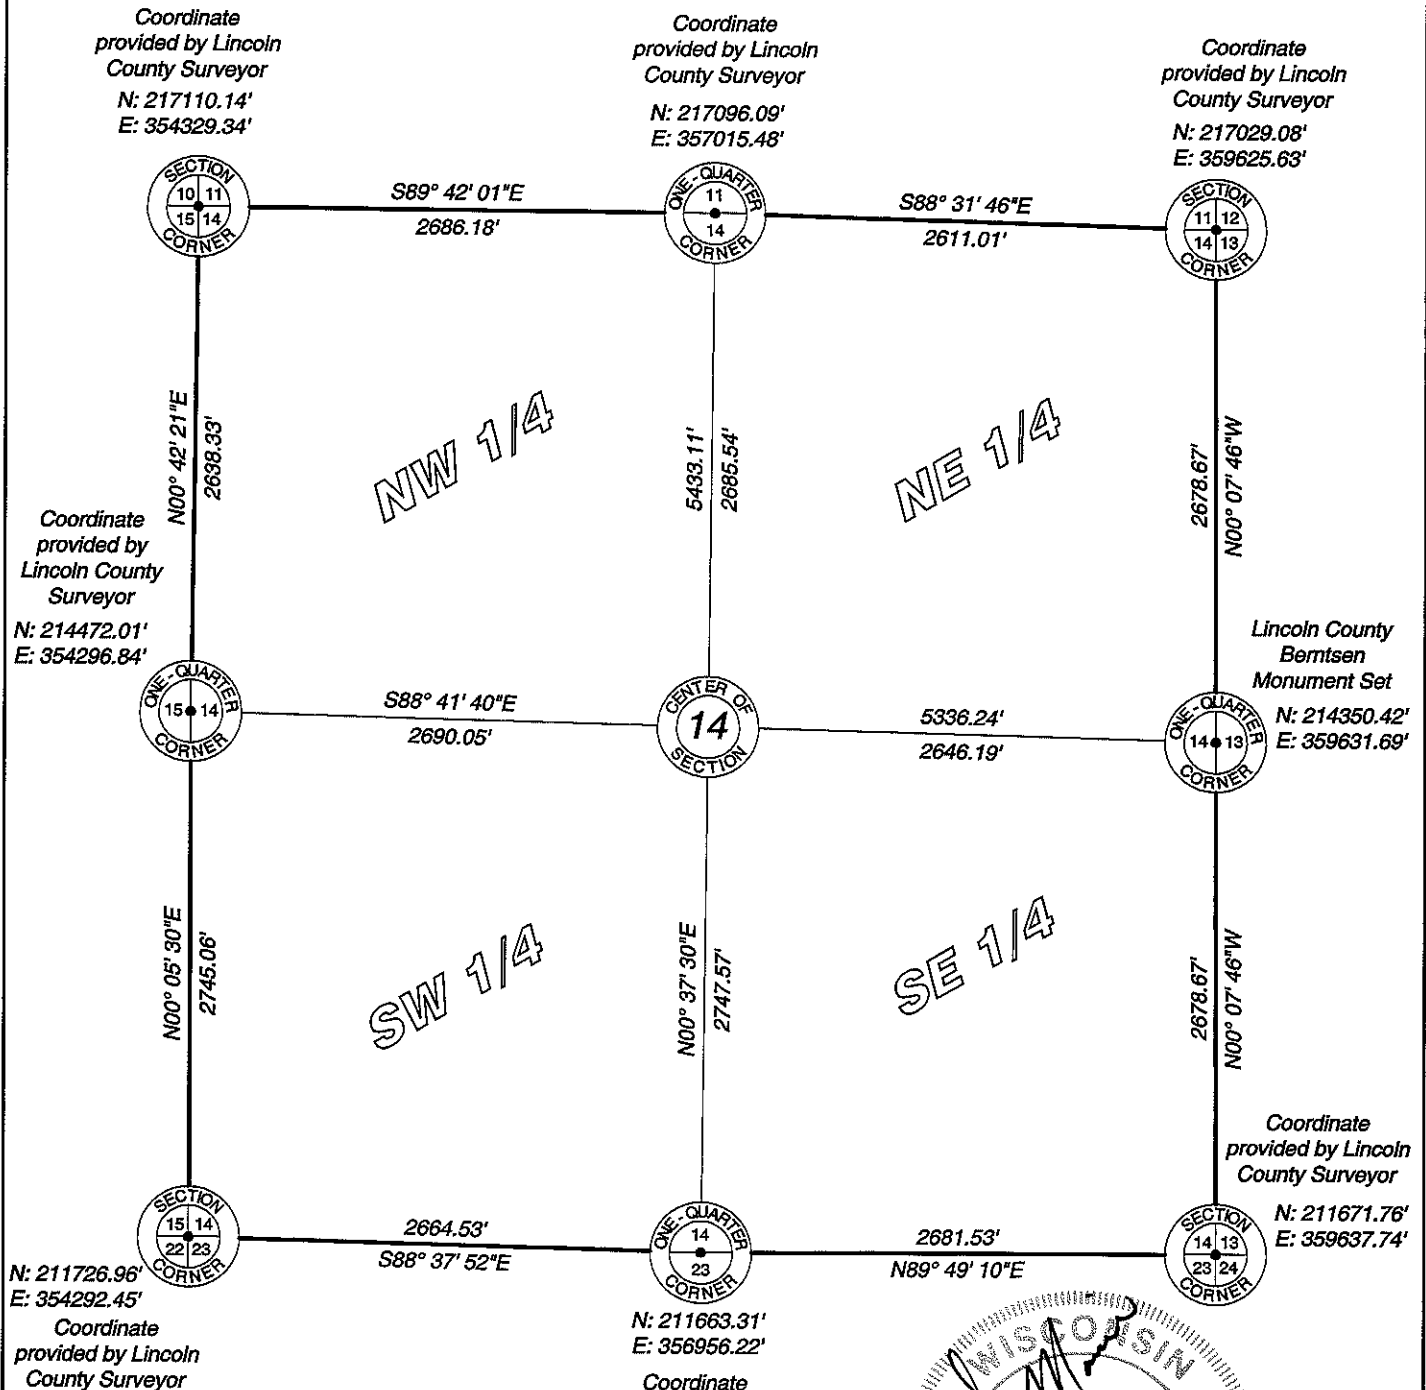 Coordinate
provided by Lincoln
County Surveyor
N: 217110.14'
E: 354329.34'
Coordinate
provided by Lincoln
County Surveyor
N: 217096.09'
E: 357015.48'
Coordinate
provided by Lincoln
County Surveyor
N: 217029.08'
E: 359625.63'
SECTION
10 11
15 14
CORNER
S89° 42' 01"E
2686.18'
ONE-QUARTER
11
14
CORNER
S88° 31' 46"E
2611.01'
SECTION
11 12
14 13
CORNER
N00° 42' 21"E
2638.33'
NW 1/4
5433.11'
2685.54'
NE 1/4
2678.67'
N00° 07' 46"W
Coordinate
provided by
Lincoln County
Surveyor
N: 214472.01'
E: 354296.84'
ONE-QUARTER
15 14
CORNER
S88° 41' 40"E
2690.05'
CENTER OF
14
SECTION
5336.24'
2646.19'
Lincoln County
Berntsen
Monument Set
N: 214350.42'
E: 359631.69'
ONE-QUARTER
14 13
CORNER
N00° 05' 30"E
2745.06'
SW 1/4
N00° 37' 30"E
2747.57'
SE 1/4
2678.67'
N00° 07' 46"W
Coordinate
provided by Lincoln
County Surveyor
N: 211671.76'
E: 359637.74'
SECTION
15 14
22 23
CORNER
2664.53'
S88° 37' 52"E
ONE-QUARTER
14
23
CORNER
2681.53'
N89° 49' 10"E
SECTION
14 13
23 24
CORNER
N: 211726.96'
E: 354292.45'
Coordinate
provided by Lincoln
County Surveyor
N: 211663.31'
E: 356956.22'
Coordinate
WISCONSIN